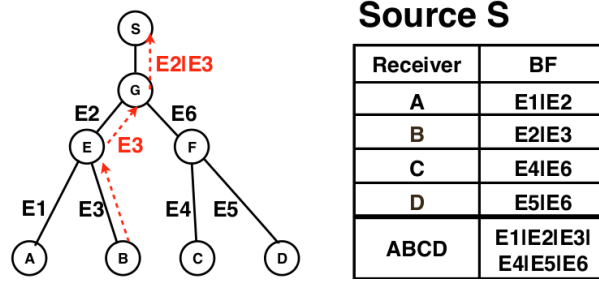 Source S
S
E2|E3
G
E2
E6
E3
E
F
E1
E3
E4
E5
A
B
C
D
Receiver BF
A E1|E2
B E2|E3
C E4|E6
D E5|E6
ABCD E1|E2|E3|
E4|E5|E6